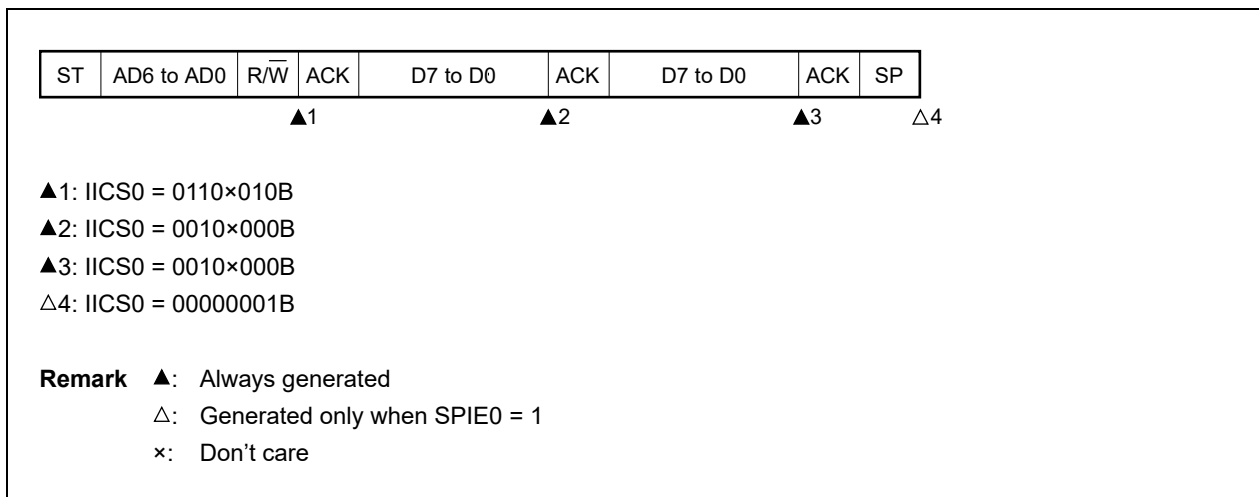 ST AD6 to AD0 R/W̅ ACK D7 to D0 ACK D7 to D0 ACK SP
▲1 ▲2 ▲3 △4
▲1: IICS0 = 0110×010B
▲2: IICS0 = 0010×000B
▲3: IICS0 = 0010×000B
△4: IICS0 = 00000001B
Remark ▲: Always generated
△: Generated only when SPIE0 = 1
×: Don’t care